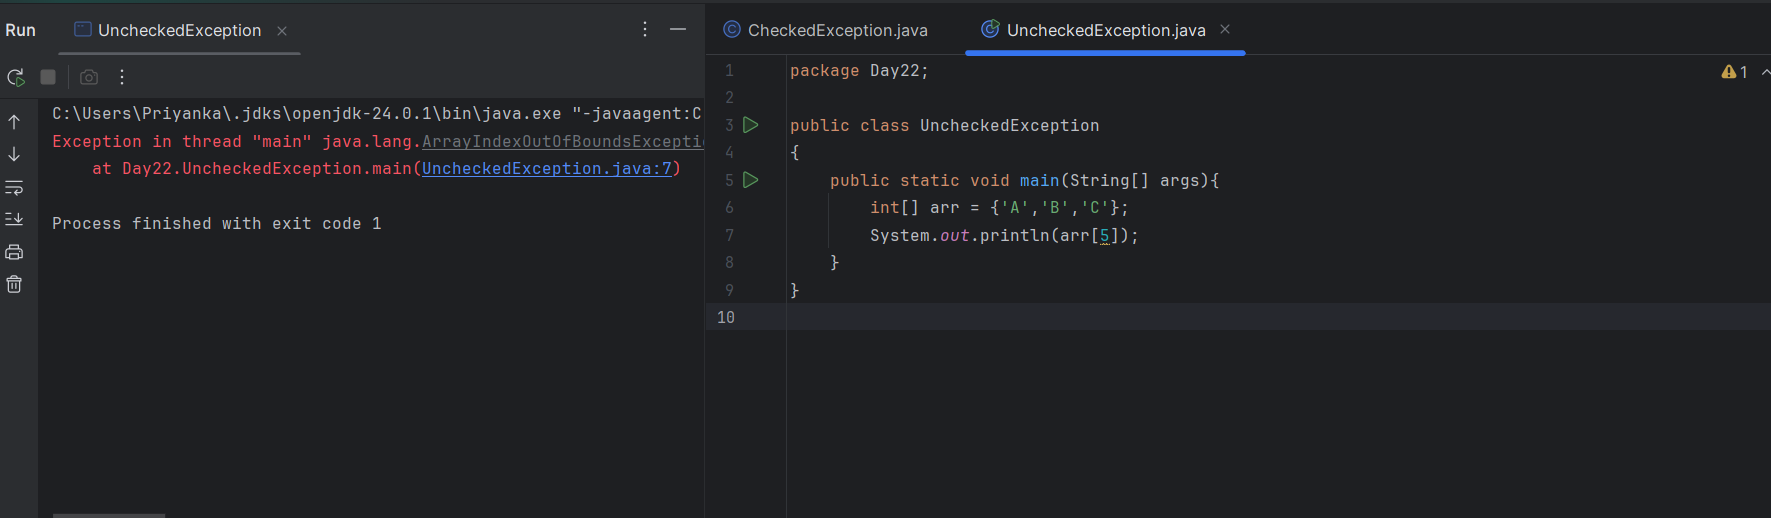 Run
UncheckedException
C:\Users\Priyanka\.jdks\openjdk-24.0.1\bin\java.exe "-javaagent:C
Exception in thread "main" java.lang.ArrayIndexOutOfBoundsExceptio
at Day22.UncheckedException.main(UncheckedException.java:7)
Process finished with exit code 1
CheckedException.java
UncheckedException.java
1
1 package Day22;
2
3 public class UncheckedException
4 {
5 public static void main(String[] args){
6 int[] arr = {'A','B','C'};
7 System.out.println(arr[5]);
8 }
9 }
10